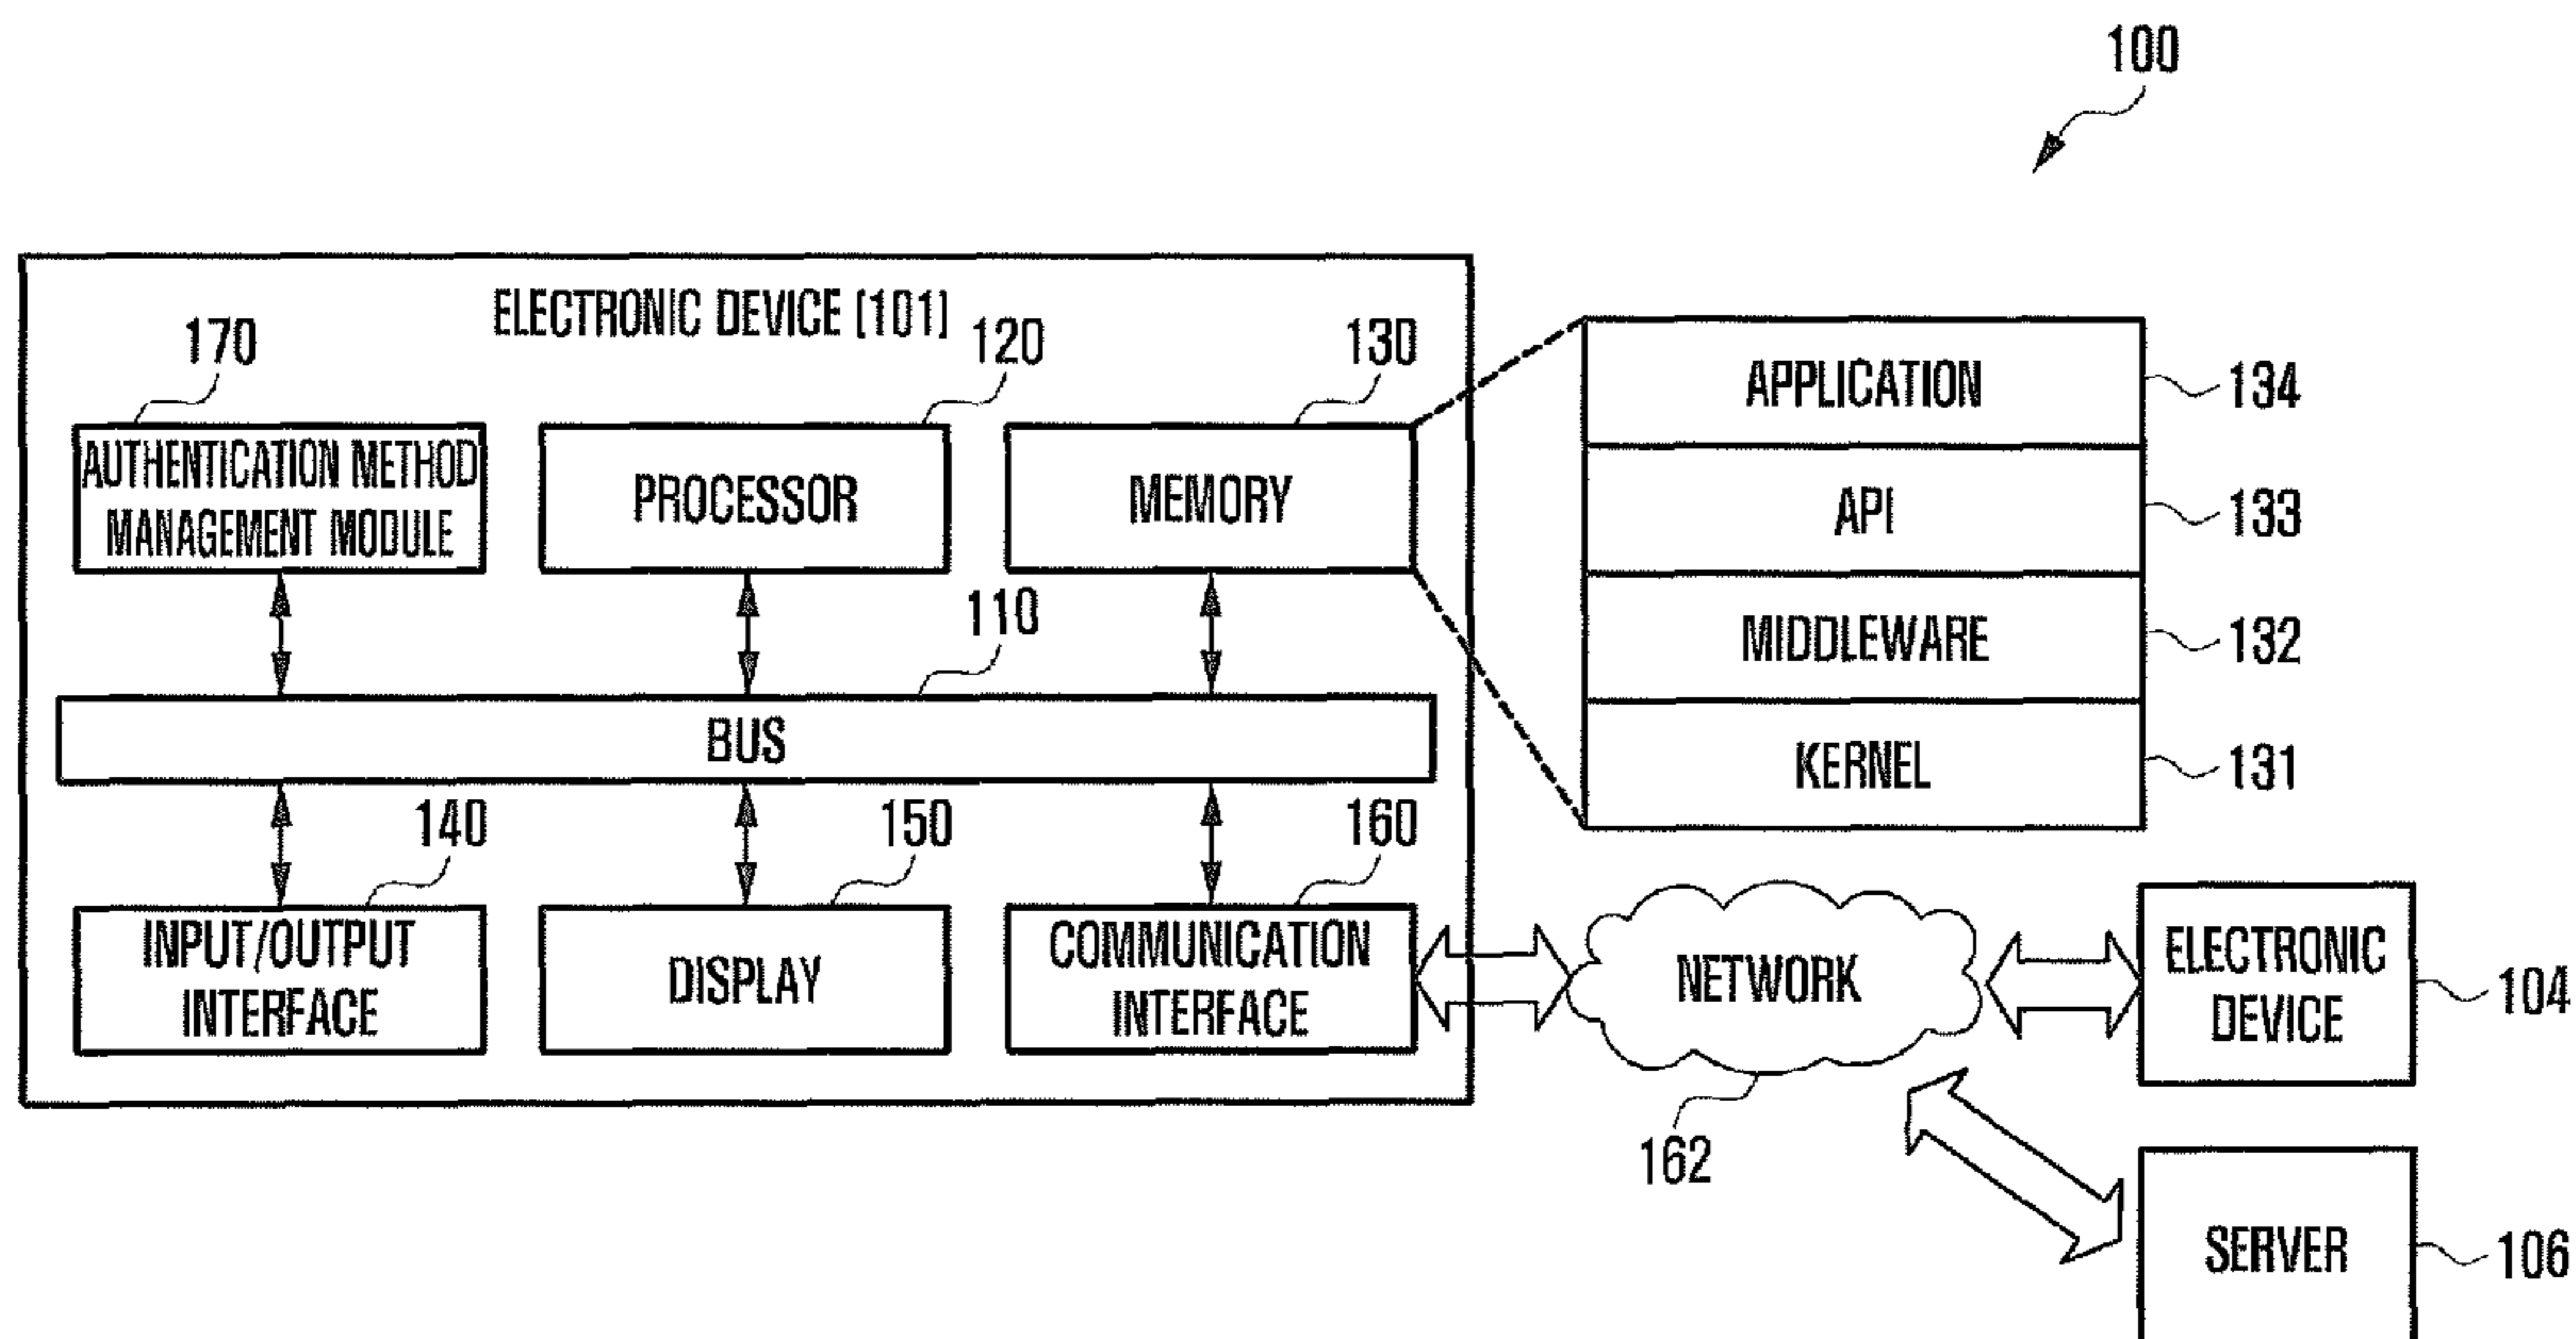 100
ELECTRONIC DEVICE [101]
170
120
130
AUTHENTICATION METHOD
MANAGEMENT MODULE
PROCESSOR
MEMORY
APPLICATION
134
API
133
110
MIDDLEWARE
132
BUS
KERNEL
131
140
150
160
INPUT/OUTPUT
INTERFACE
DISPLAY
COMMUNICATION
INTERFACE
NETWORK
ELECTRONIC
DEVICE
104
162
SERVER
106